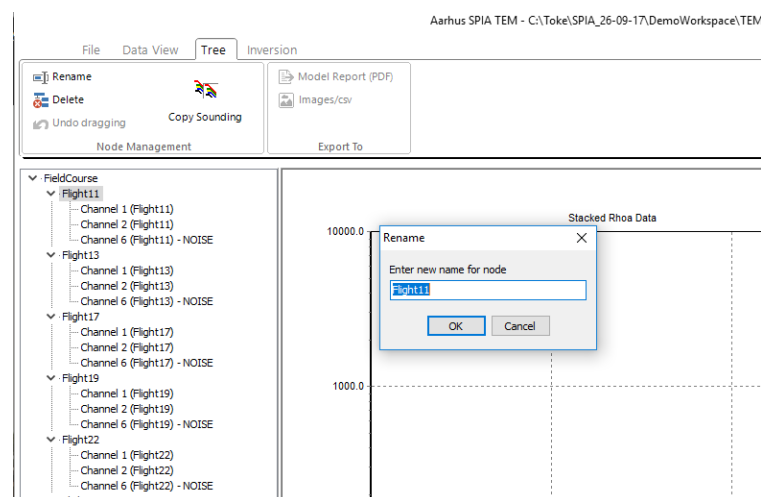 Aarhus SPIA TEM - C:\Toke\SPIA_26-09-17\DemoWorkspace\TEM
File Data View Tree Inversion
Rename
Delete
Undo dragging
Copy Sounding
Node Management
Model Report (PDF)
Images/csv
Export To
FieldCourse
Flight11
Channel 1 (Flight11)
Channel 2 (Flight11)
Channel 6 (Flight11) - NOISE
Flight13
Channel 1 (Flight13)
Channel 2 (Flight13)
Channel 6 (Flight13) - NOISE
Flight17
Channel 1 (Flight17)
Channel 2 (Flight17)
Channel 6 (Flight17) - NOISE
Flight19
Channel 1 (Flight19)
Channel 2 (Flight19)
Channel 6 (Flight19) - NOISE
Flight22
Channel 1 (Flight22)
Channel 2 (Flight22)
Channel 6 (Flight22) - NOISE
Stacked Rhoa Data
10000.0
1000.0
Rename
Enter new name for node
Flight11
OK Cancel